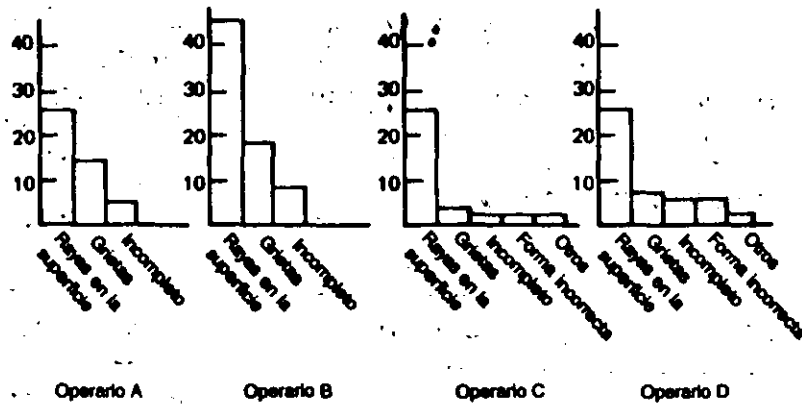 40
30
20
10
Rayas en la superficie
Grietas
Incompleto
Operario A
40
30
20
10
Rayas en la superficie
Grietas
Incompleto
Operario B
40
30
20
10
Rayas en la
superficie
Grietas
Incompleto
Forma incorrecta
Otros
Operario C
40
30
20
10
Rayas en la
superficie
Grietas
Incompleto
Forma incorrecta
Otros
Operario D